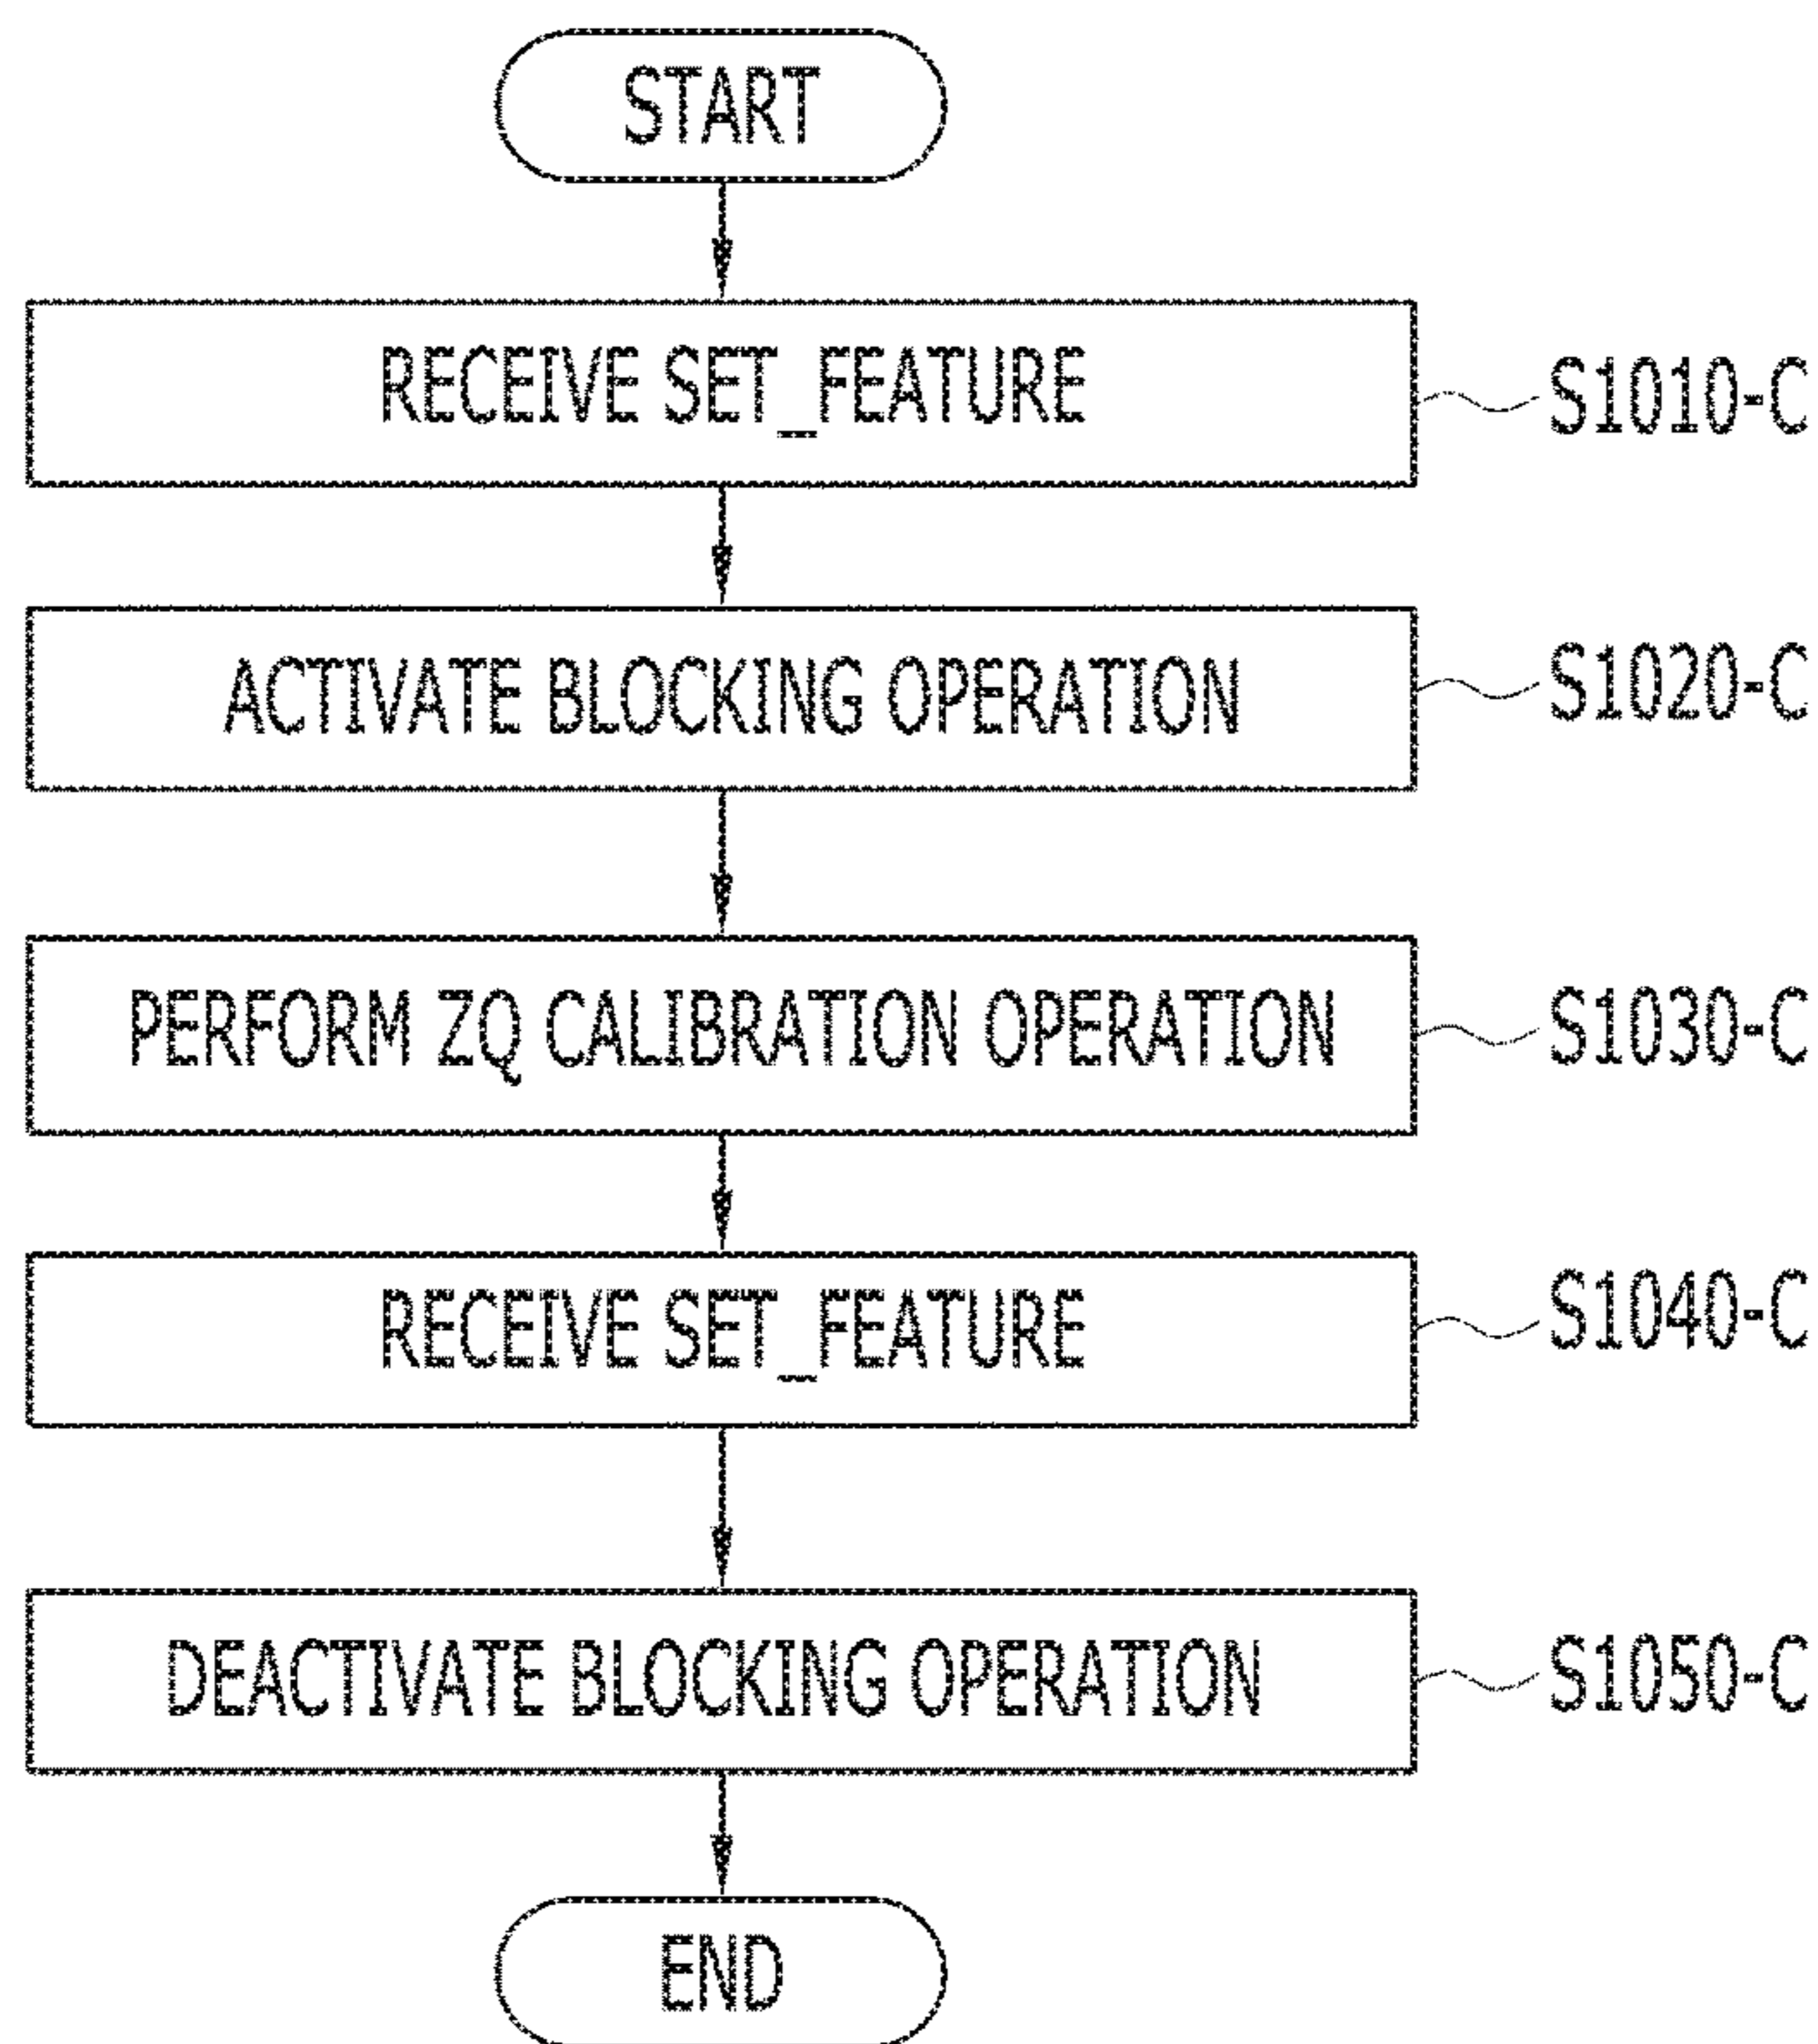 START
RECEIVE SET_FEATURE
S1010-C
ACTIVATE BLOCKING OPERATION
S1020-C
PERFORM ZQ CALIBRATION OPERATION
S1030-C
RECEIVE SET_FEATURE
S1040-C
DEACTIVATE BLOCKING OPERATION
S1050-C
END